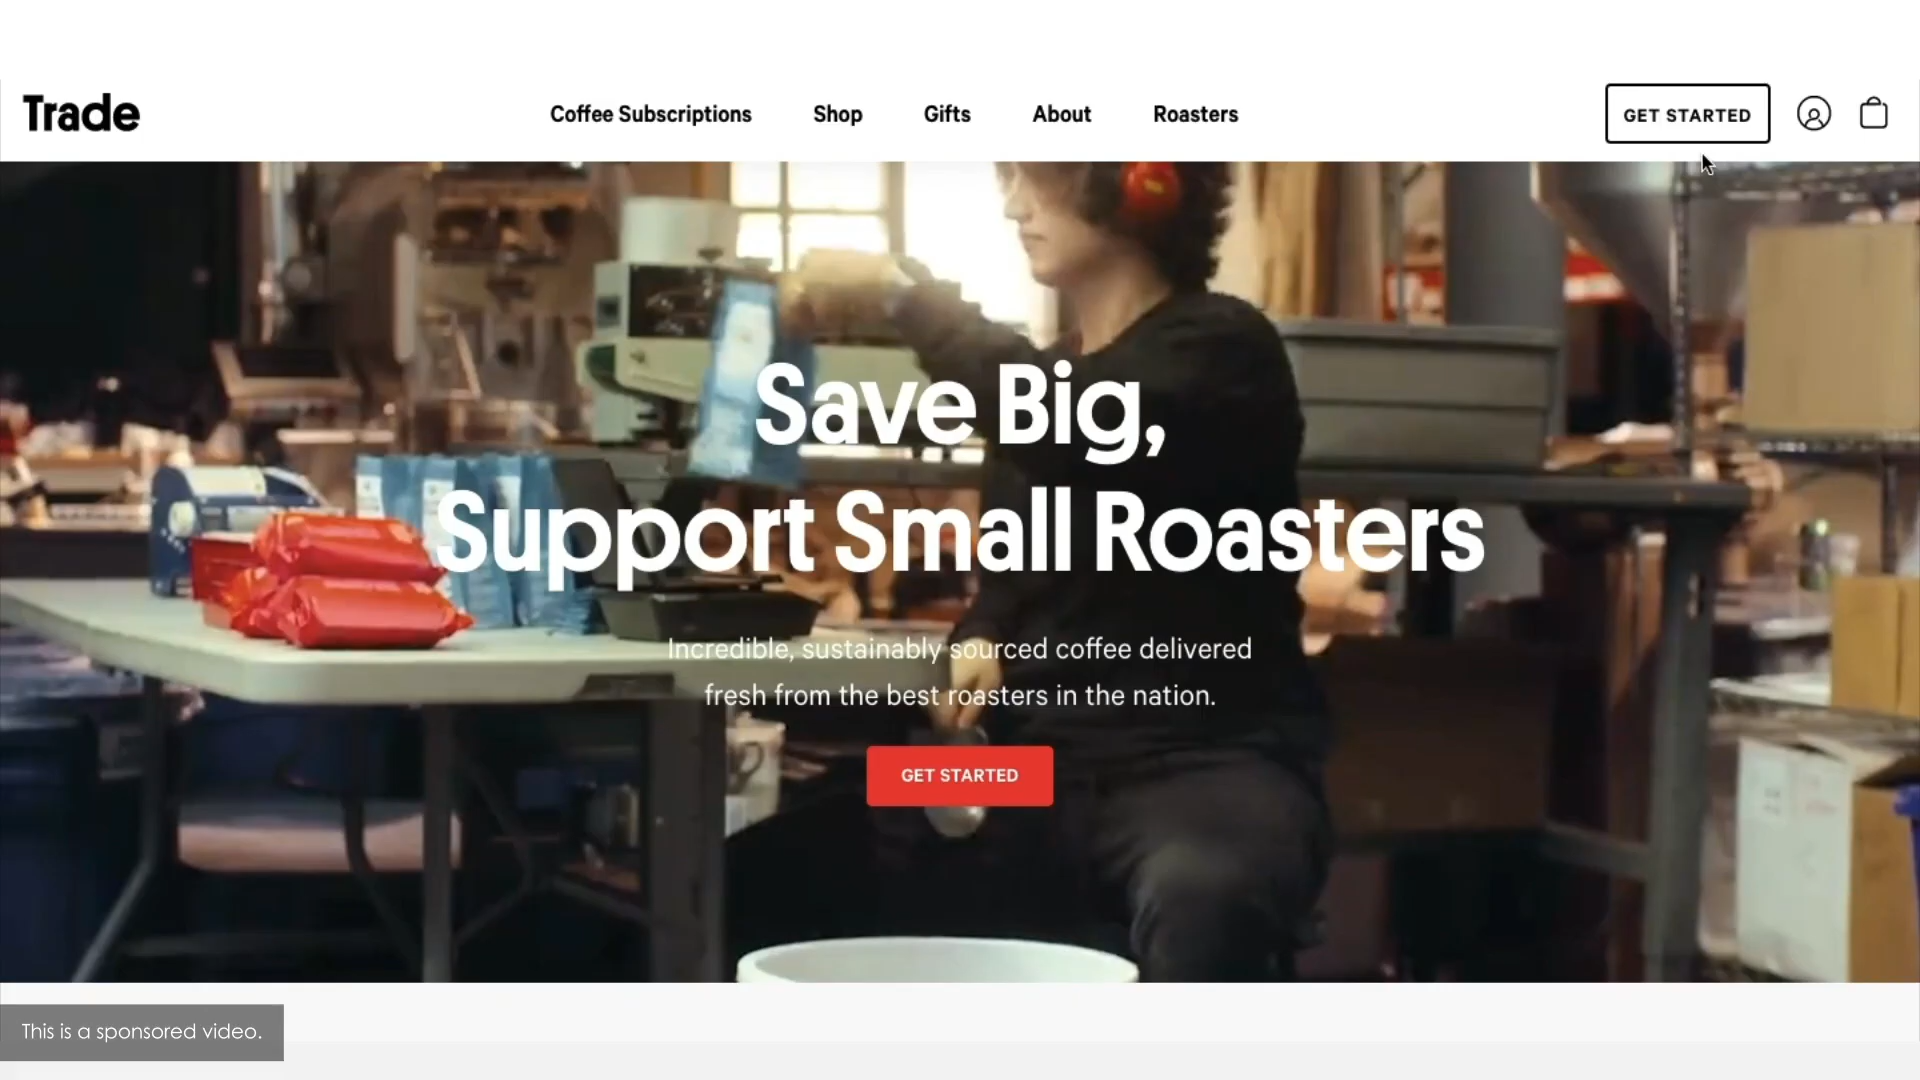 Trade
Coffee Subscriptions
Shop
Gifts
About
Roasters
GET STARTED
Save Big,
Support Small Roasters
Incredible, sustainably sourced coffee delivered
fresh from the best roasters in the nation.
GET STARTED
This is a sponsored video.